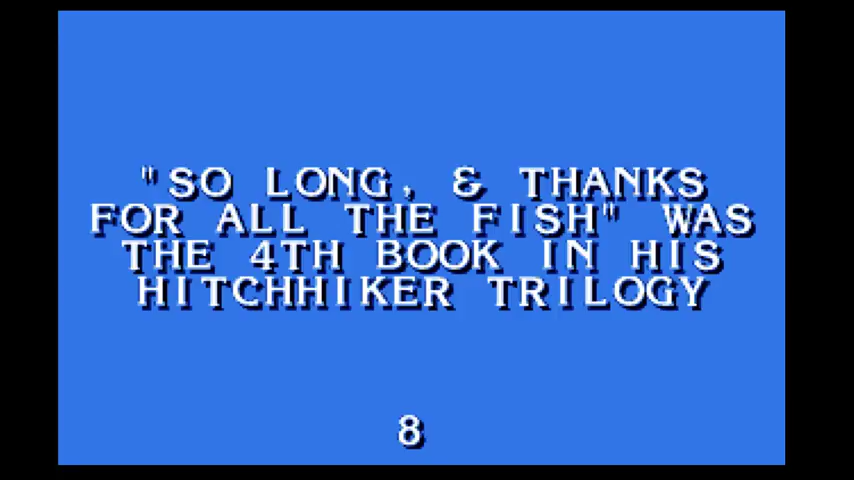 "SO LONG, & THANKS
FOR ALL THE FISH" WAS
THE 4TH BOOK IN HIS
HITCHHIKER TRILOGY
8